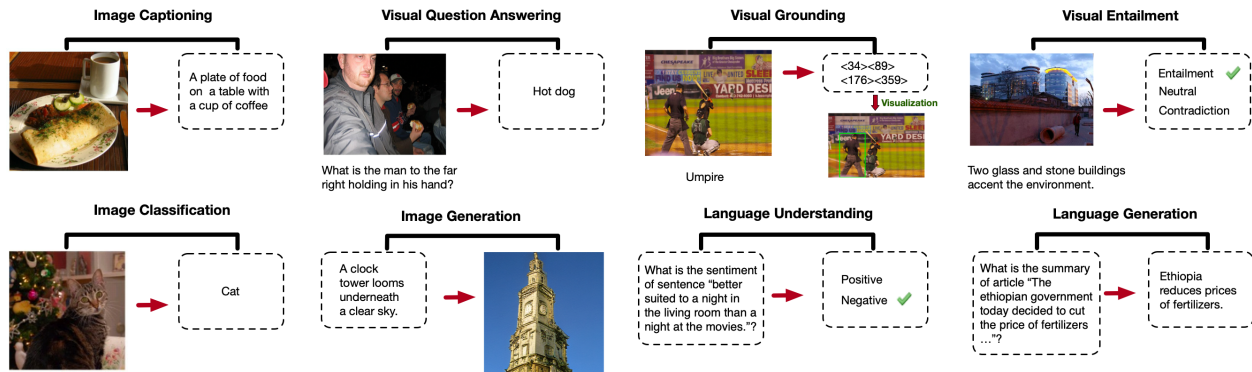 Image Captioning
A plate of food
on a table with
a cup of coffee
Visual Question Answering
Hot dog
What is the man to the far
right holding in his hand?
Visual Grounding
CHESAPEAKE
Jeep
YARD DESI
<34><89>
<176><359>
Visualization
Umpire
Visual Entailment
Entailment
Neutral
Contradiction
Two glass and stone buildings
accent the environment.
Image Classification
Cat
Image Generation
A clock
tower looms
underneath
a clear sky.
Language Understanding
What is the sentiment
of sentence “better
suited to a night in
the living room than a
night at the movies.”?
Positive
Negative
Language Generation
What is the summary
of article “The
ethiopian government
today decided to cut
the price of fertilizers
…”?
Ethiopia
reduces prices
of fertilizers.